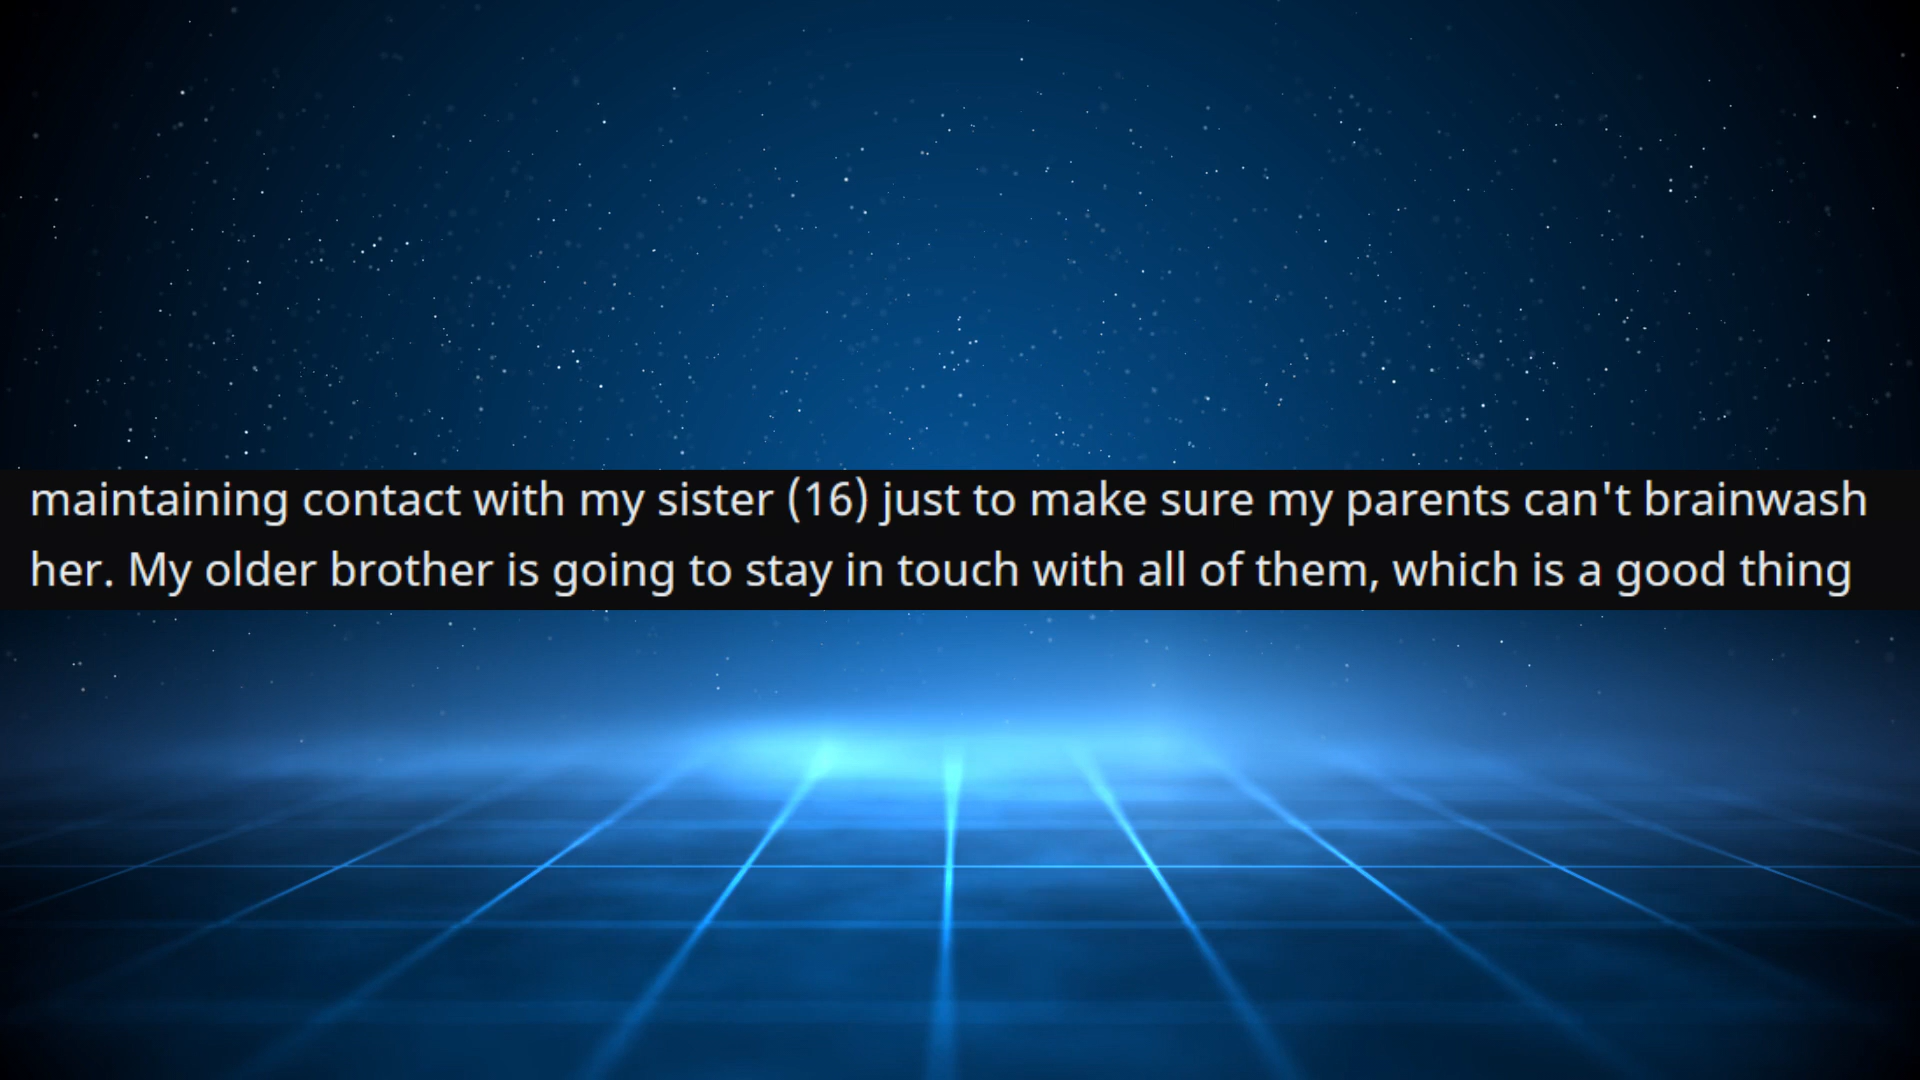 maintaining contact with my sister (16) just to make sure my parents can't brainwash
her. My older brother is going to stay in touch with all of them, which is a good thing